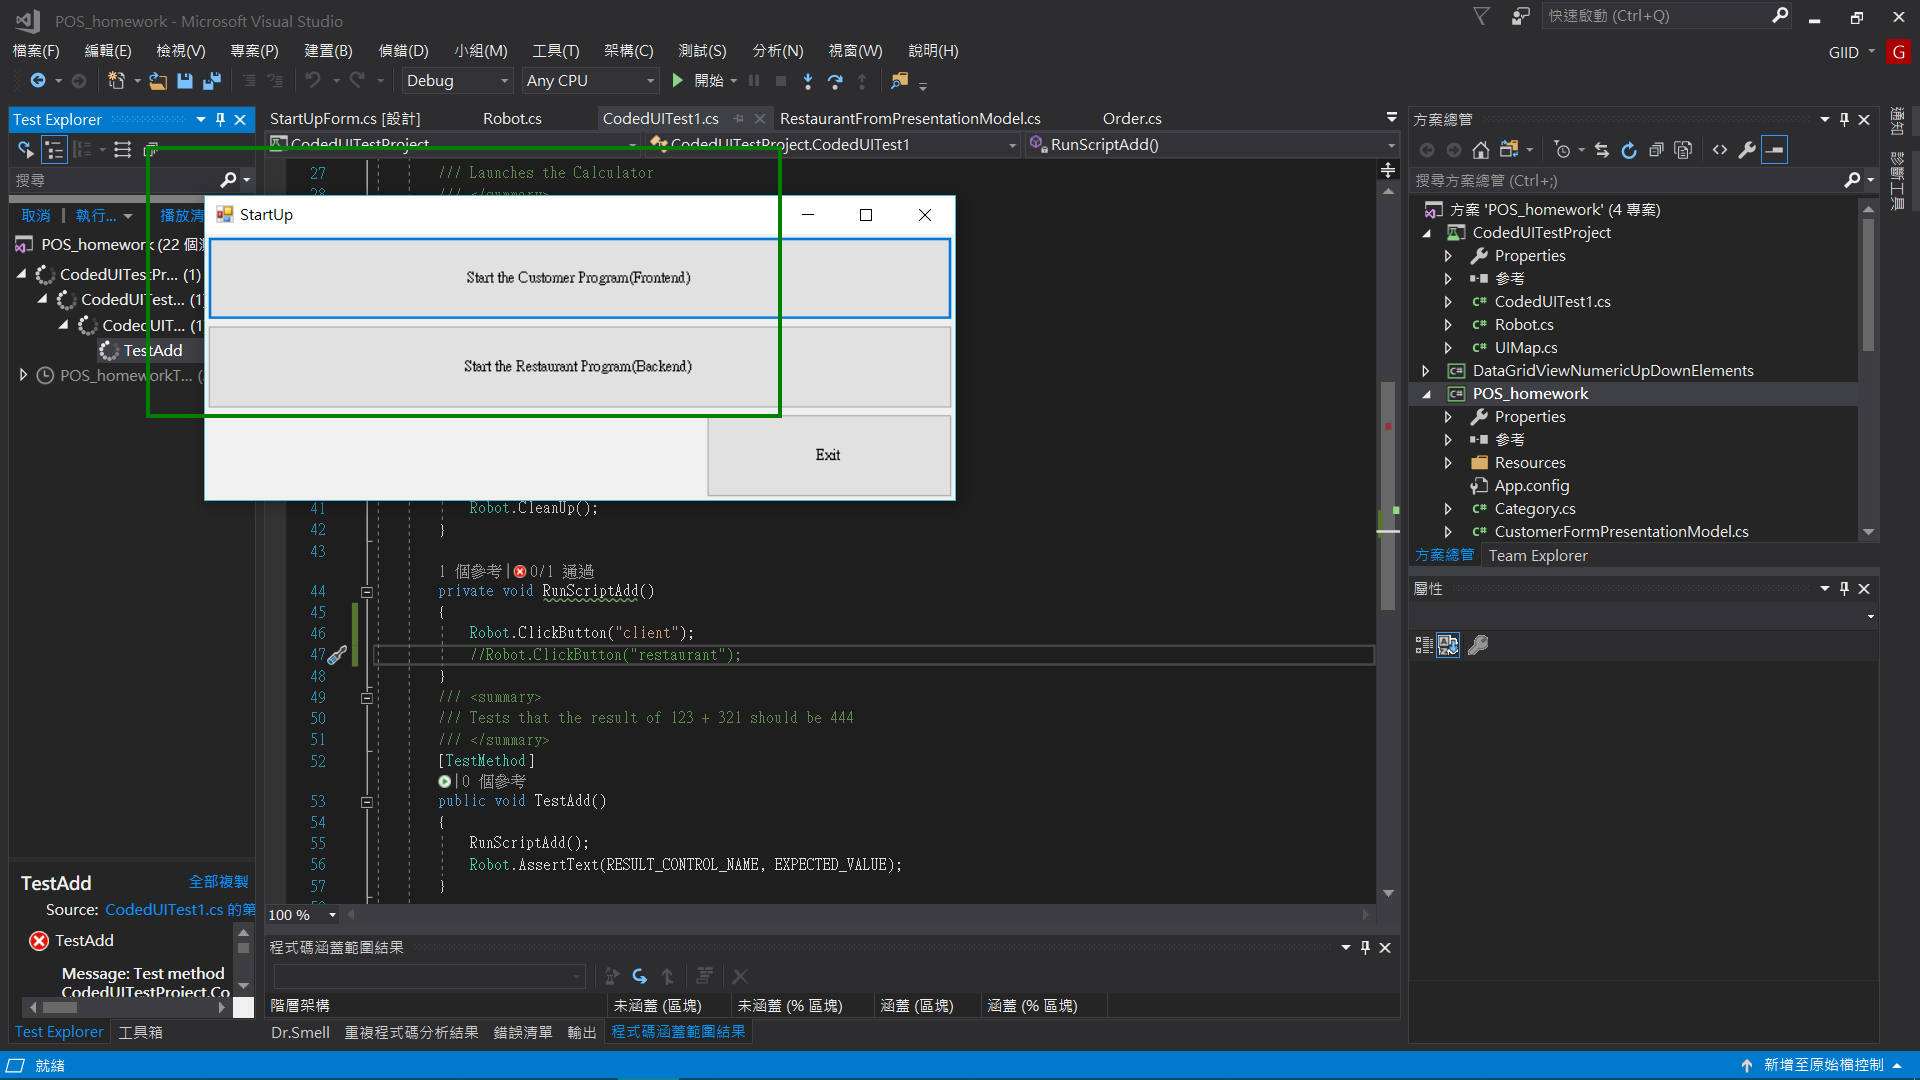 POS_homework - Microsoft Visual Studio
快速啟動 (Ctrl+Q)
檔案(F) 編輯(E) 檢視(V) 專案(P) 建置(B) 偵錯(D) 小組(M) 工具(T) 架構(C) 測試(S) 分析(N) 視窗(W) 說明(H)
GIID G
Debug Any CPU 開始
Test Explorer
StartUpForm.cs [設計] Robot.cs CodedUITest1.cs RestaurantFromPresentationModel.cs Order.cs
CodedUITestProject CodedUITestProject.CodedUITest1 RunScriptAdd()
搜尋
取消 執行... 播放清
POS_homework (22 個測
CodedUITestPr... (1)
CodedUITest... (1)
CodedUIT... (1
TestAdd
POS_homeworkT...
27 /// Launches the Calculator
28 /// </summary>
StartUp
Start the Customer Program(Frontend)
Start the Restaurant Program(Backend)
Exit
41 Robot.CleanUp();
42 }
43
1 個參考 | 0/1 通過
44 private void RunScriptAdd()
45 {
46 Robot.ClickButton("client");
47 //Robot.ClickButton("restaurant");
48 }
49 /// <summary>
50 /// Tests that the result of 123 + 321 should be 444
51 /// </summary>
52 [TestMethod]
|0 個參考
53 public void TestAdd()
54 {
55 RunScriptAdd();
56 Robot.AssertText(RESULT_CONTROL_NAME, EXPECTED_VALUE);
57 }
100 %
TestAdd 全部複製
Source: CodedUITest1.cs 的第
TestAdd
Message: Test method
CodedUITestProject.Co
Test Explorer 工具箱
程式碼涵蓋範圍結果
階層架構 未涵蓋 (區塊) 未涵蓋 (% 區塊) 涵蓋 (區塊) 涵蓋 (% 區塊)
Dr.Smell 重複程式碼分析結果 錯誤清單 輸出 程式碼涵蓋範圍結果
方案總管
搜尋方案總管 (Ctrl+;)
方案 'POS_homework' (4 專案)
CodedUITestProject
Properties
參考
CodedUITest1.cs
Robot.cs
UIMap.cs
DataGridViewNumericUpDownElements
POS_homework
Properties
參考
Resources
App.config
Category.cs
CustomerFormPresentationModel.cs
方案總管 Team Explorer
屬性
通知
診斷工具
就緒
新增至原始檔控制